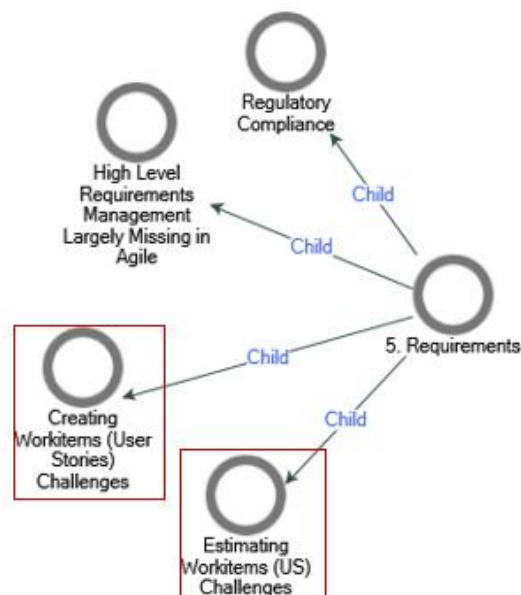 Regulatory
Compliance
Child
High Level
Requirements
Management
Largely Missing in
Agile
Child
5. Requirements
Child
Creating
Workitems (User
Stories)
Challenges
Child
Estimating
Workitems (US)
Challenges